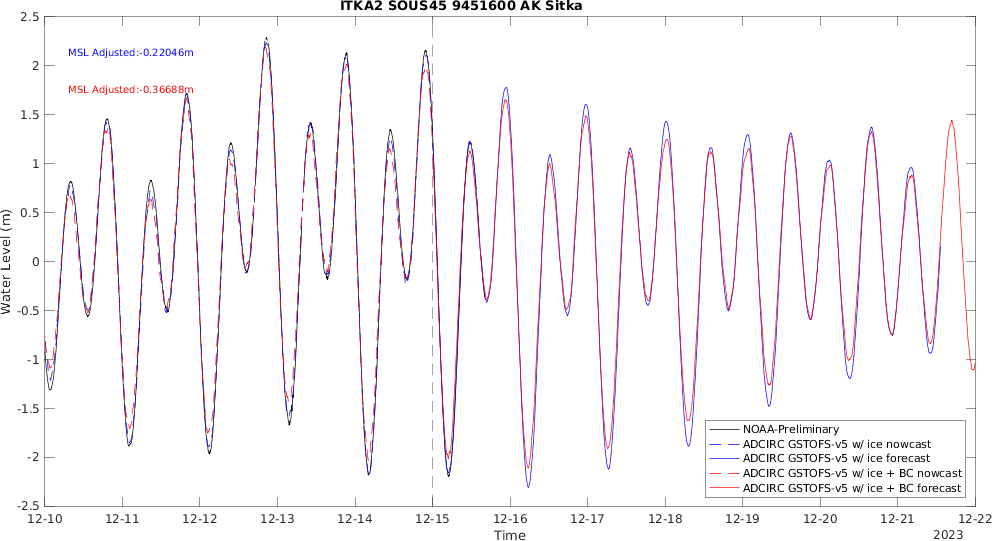 ITKA2 SOUS45 9451600 AK Sitka
2.5
2
1.5
1
0.5
0
-0.5
-1
-1.5
-2
-2.5
Water Level (m)
MSL Adjusted:-0.22046m
MSL Adjusted:-0.36688m
NOAA-Preliminary
ADCIRC GSTOFS-v5 w/ ice nowcast
ADCIRC GSTOFS-v5 w/ ice forecast
ADCIRC GSTOFS-v5 w/ice + BC nowcast
ADCIRC GSTOFS-v5 w/ice + BC forecast
12-10 12-11 12-12 12-13 12-14 12-15 12-16 12-17 12-18 12-19 12-20 12-21 12-22
Time
2023